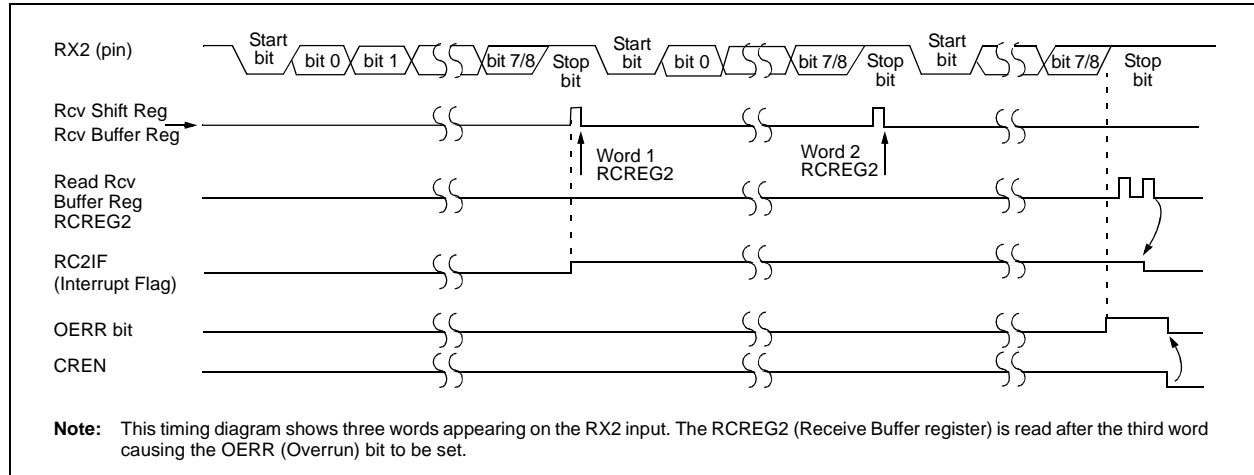 RX2 (pin)
Start bit
bit 0
bit 1
bit 7/8
Stop bit
Start bit
bit 0
bit 7/8
Stop bit
Start bit
bit 7/8
Stop bit
Rcv Shift Reg
Rcv Buffer Reg
Word 1
RCREG2
Word 2
RCREG2
Read Rcv
Buffer Reg
RCREG2
RC2IF
(Interrupt Flag)
OERR bit
CREN
Note: This timing diagram shows three words appearing on the RX2 input. The RCREG2 (Receive Buffer register) is read after the third word
causing the OERR (Overrun) bit to be set.